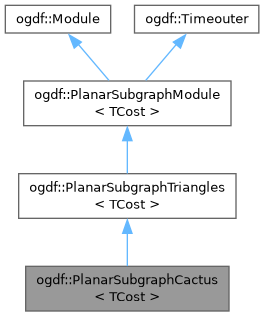 ogdf::Module
ogdf::Timeouter
ogdf::PlanarSubgraphModule
< TCost >
ogdf::PlanarSubgraphTriangles
< TCost >
ogdf::PlanarSubgraphCactus
< TCost >